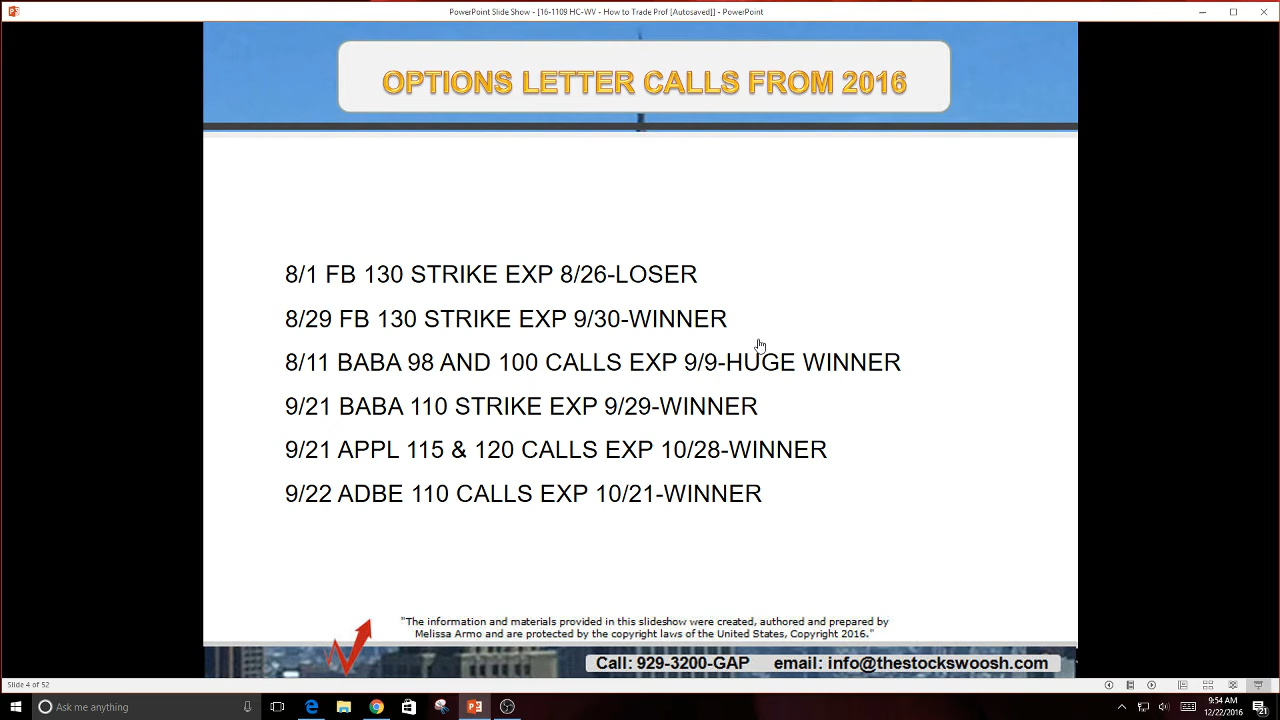 PowerPoint Slide Show - [16-1109 HC-WV - How to Trade Prof [Autosaved]] - PowerPoint
OPTIONS LETTER CALLS FROM 2016
8/1 FB 130 STRIKE EXP 8/26-LOSER
8/29 FB 130 STRIKE EXP 9/30-WINNER
8/11 BABA 98 AND 100 CALLS EXP 9/9-HUGE WINNER
9/21 BABA 110 STRIKE EXP 9/29-WINNER
9/21 APPL 115 & 120 CALLS EXP 10/28-WINNER
9/22 ADBE 110 CALLS EXP 10/21-WINNER
"The information and materials provided in this slideshow were created, authored and prepared by
Melissa Armo and are protected by the copyright laws of the United States, Copyright 2016."
Call: 929-3200-GAP email: info@thestockswoosh.com
Slide 4 of 52
Ask me anything
9:54 AM
12/22/2016
21